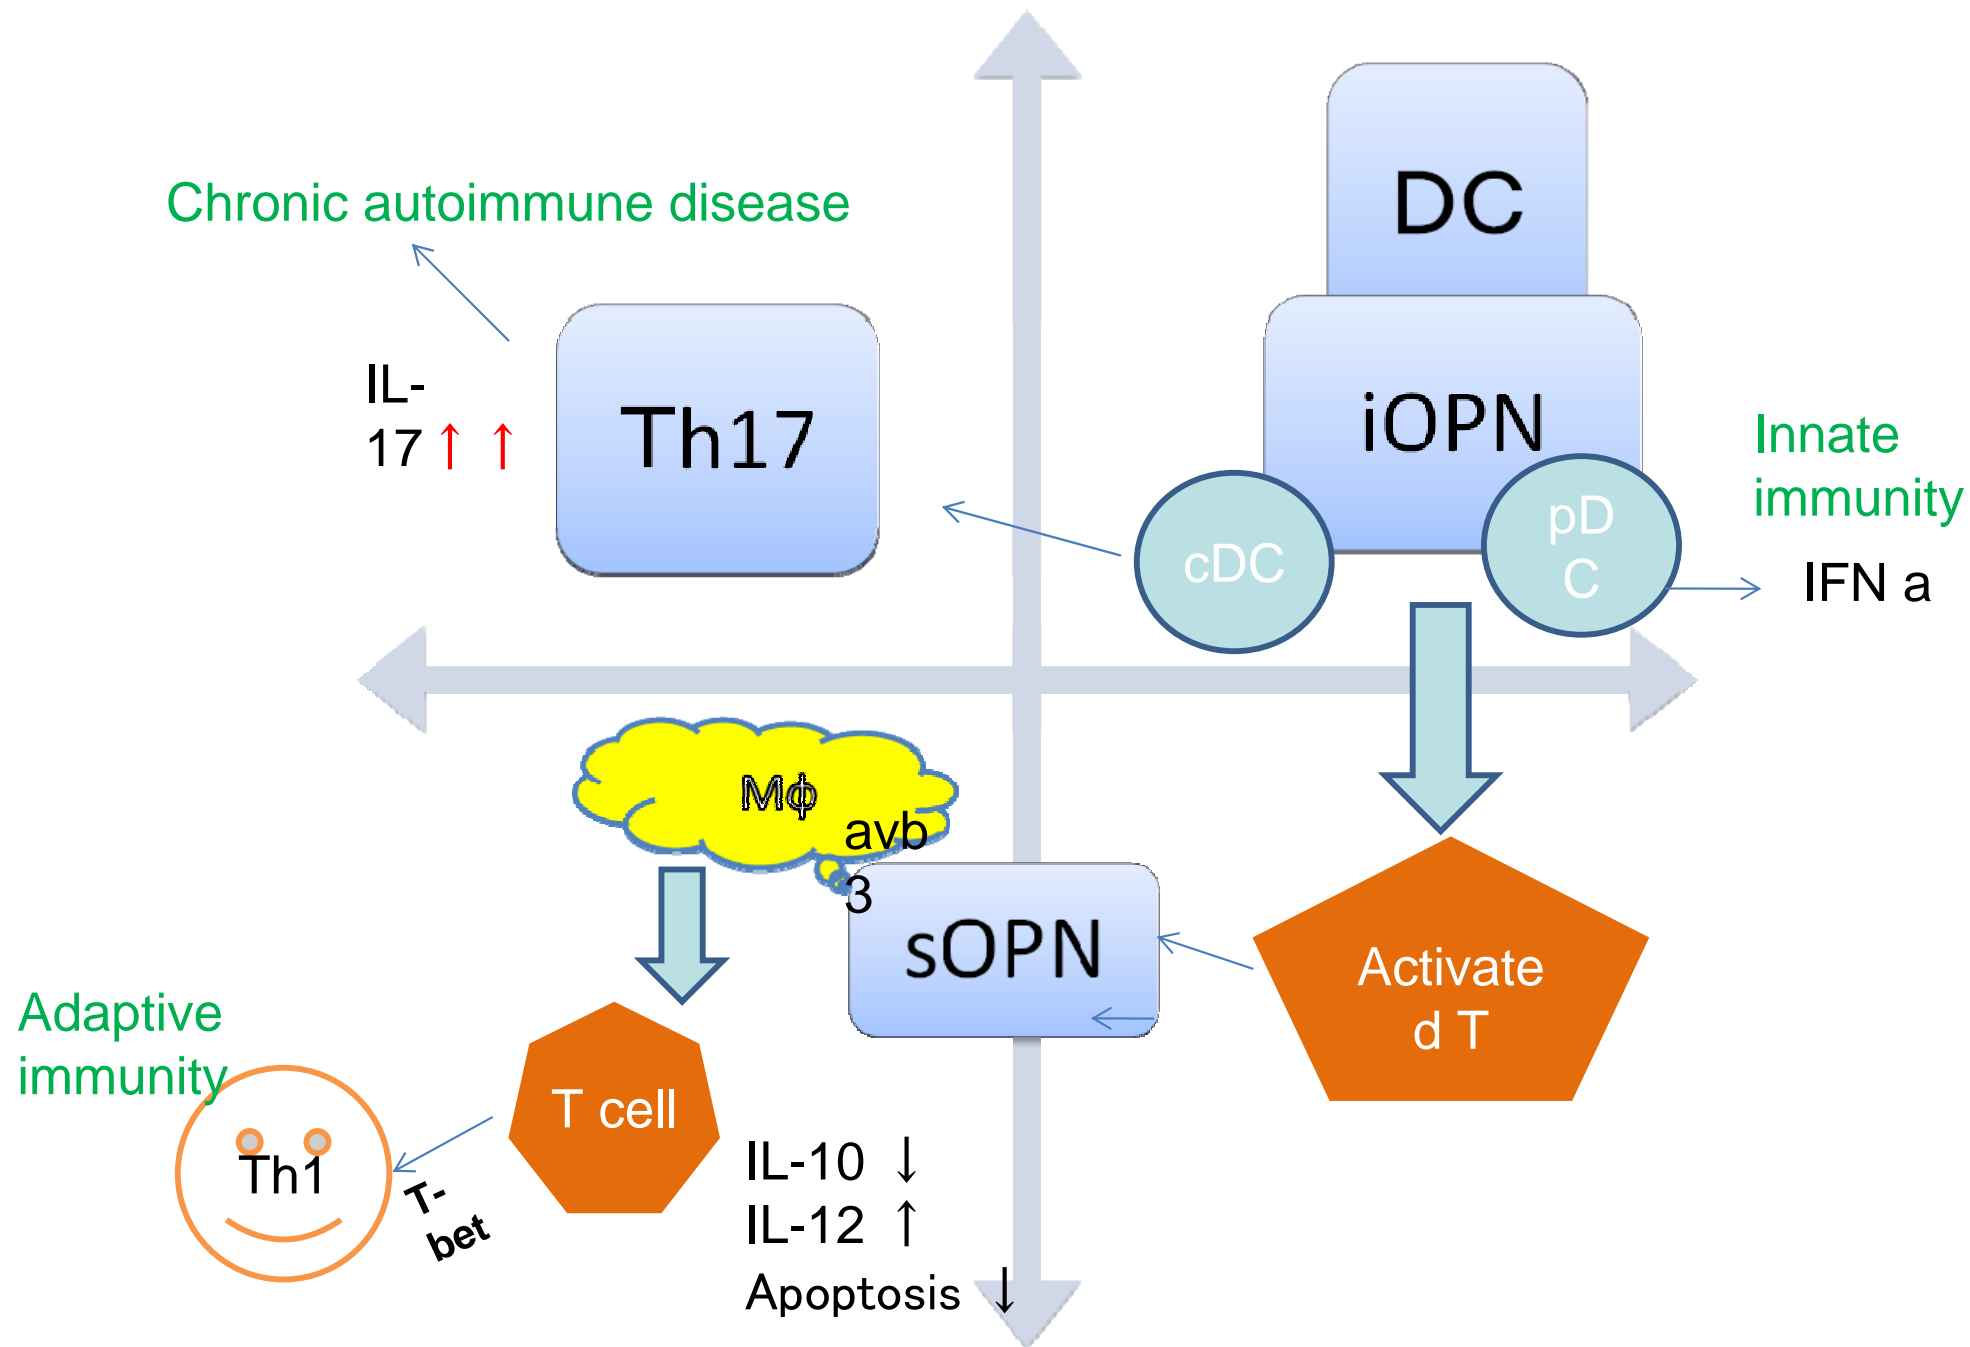 DC
Chronic autoimmune disease
IL-
17 ↑ ↑
Th17
iOPN
Innate
immunity
cDC
pD
C
IFN a
Mϕ
avb
3
sOPN
Activate
d T
Adaptive
immunity
Th1
T-
bet
T cell
IL-10 ↓
IL-12 ↑
Apoptosis ↓